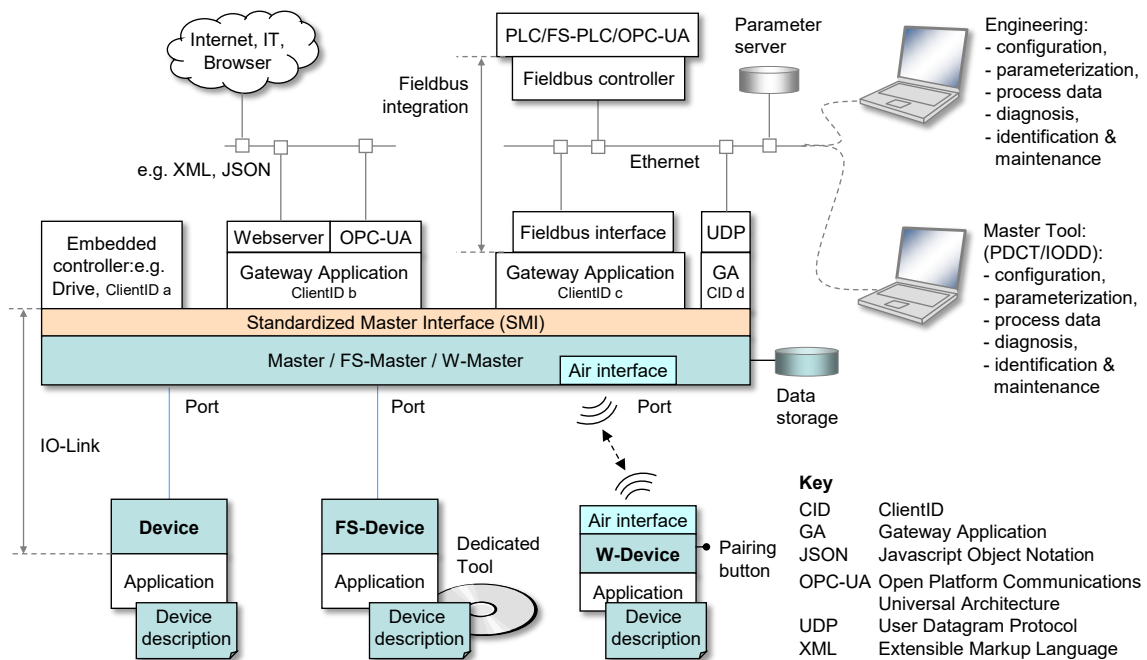 Internet, IT,
Browser
e.g. XML, JSON
PLC/FS-PLC/OPC-UA
Fieldbus controller
Fieldbus
integration
Parameter
server
Ethernet
Engineering:
- configuration,
- parameterization,
- process data
- diagnosis,
- identification &
maintenance
Embedded
controller:e.g.
Drive, ClientID a
Webserver
OPC-UA
Gateway Application
ClientID b
Fieldbus interface
Gateway Application
ClientID c
UDP
GA
CID d
Master Tool:
(PDCT/IODD):
- configuration,
- parameterization,
- process data
- diagnosis,
- identification &
maintenance
Standardized Master Interface (SMI)
Master / FS-Master / W-Master
Air interface
Data
storage
Port
Port
Port
IO-Link
Device
Application
Device
description
FS-Device
Application
Device
description
Dedicated
Tool
Air interface
W-Device
Application
Device
description
Pairing
button
Key
CID ClientID
GA Gateway Application
JSON Javascript Object Notation
OPC-UA Open Platform Communications
Universal Architecture
UDP User Datagram Protocol
XML Extensible Markup Language